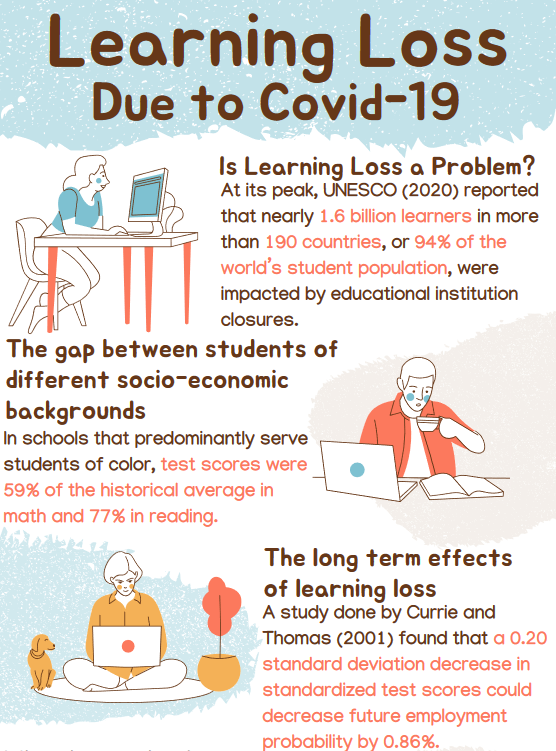 Learning Loss
Due to Covid-19
Is Learning Loss a Problem?
At its peak, UNESCO (2020) reported
that nearly 1.6 billion learners in more
than 190 countries, or 94% of the
world's student population, were
impacted by educational institution
closures.
The gap between students of
different socio-economic
backgrounds
In schools that predominantly serve
students of color, test scores were
59% of the historical average in
math and 77% in reading.
The long term effects
of learning loss
A study done by Currie and
Thomas (2001) found that a 0.20
standard deviation decrease in
standardized test scores could
decrease future employment
probability by 0.86%.